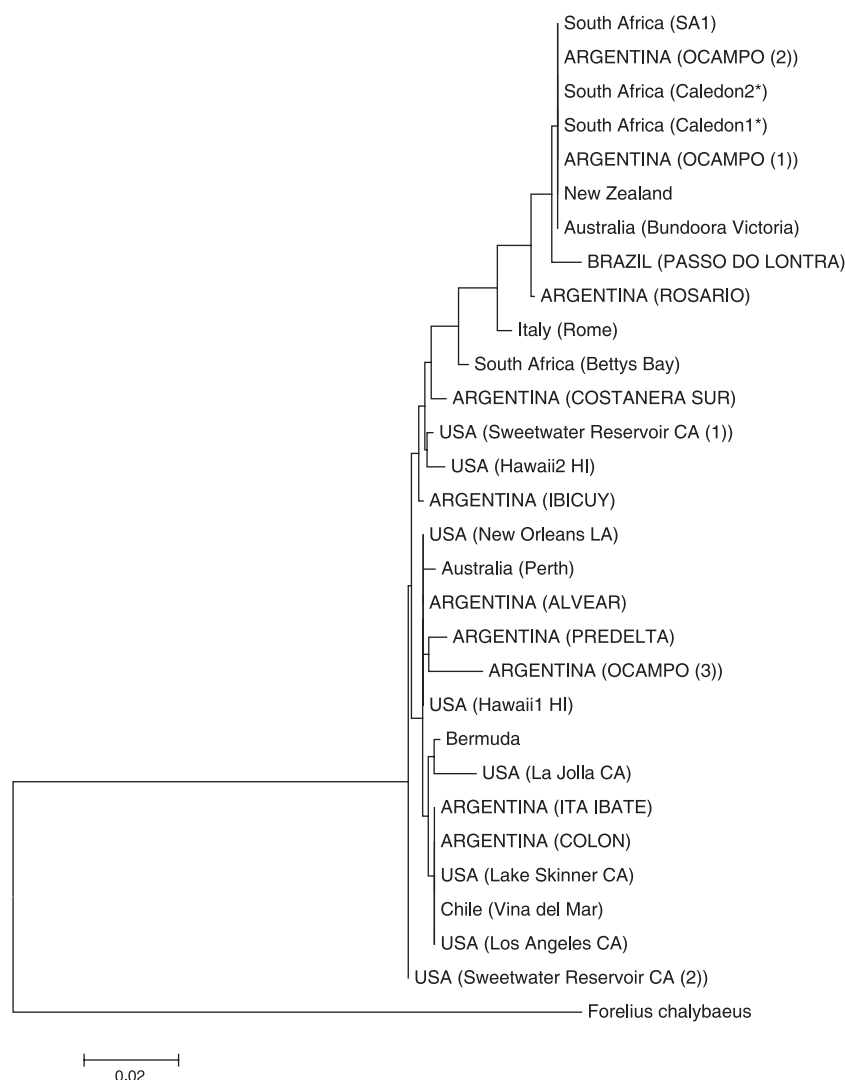 South Africa (SA1)
ARGENTINA (OCAMPO (2))
South Africa (Caledon2*)
South Africa (Caledon1*)
ARGENTINA (OCAMPO (1))
New Zealand
Australia (Bundoora Victoria)
BRAZIL (PASSO DO LONTRA)
ARGENTINA (ROSARIO)
Italy (Rome)
South Africa (Bettys Bay)
ARGENTINA (COSTANERA SUR)
USA (Sweetwater Reservoir CA (1))
USA (Hawaii2 HI)
ARGENTINA (IBICUY)
USA (New Orleans LA)
Australia (Perth)
ARGENTINA (ALVEAR)
ARGENTINA (PREDELTA)
ARGENTINA (OCAMPO (3))
USA (Hawaii1 HI)
Bermuda
USA (La Jolla CA)
ARGENTINA (ITA IBATE)
ARGENTINA (COLON)
USA (Lake Skinner CA)
Chile (Vina del Mar)
USA (Los Angeles CA)
USA (Sweetwater Reservoir CA (2))
Forelius chalybaeus
0.02